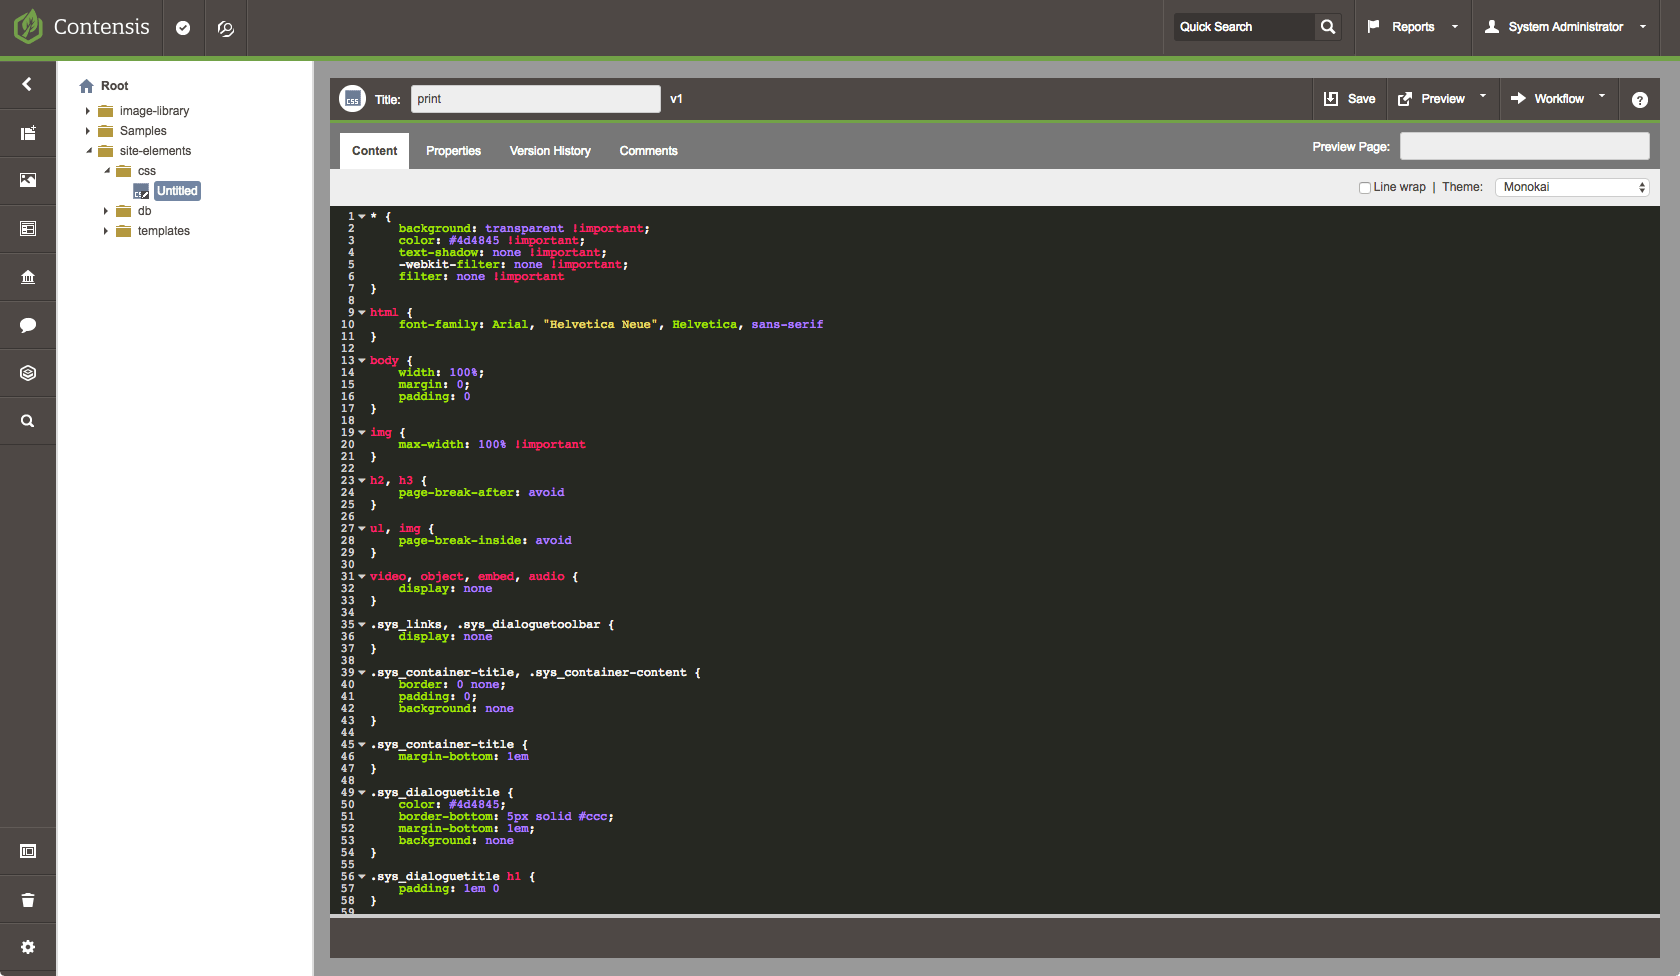 Contensis
Quick Search
Reports
System Administrator
Root
image-library
Samples
site-elements
css
Untitled
db
templates
css
Title: print v1
Save
Preview
Workflow
?
Content Properties Version History Comments
Preview Page:
Line wrap | Theme: Monokai
1 * {
2 background: transparent !important;
3 color: #4d4845 !important;
4 text-shadow: none !important;
5 -webkit-filter: none !important;
6 filter: none !important
7 }
8
9 html {
10 font-family: Arial, "Helvetica Neue", Helvetica, sans-serif
11 }
12
13 body {
14 width: 100%;
15 margin: 0;
16 padding: 0
17 }
18
19 img {
20 max-width: 100% !important
21 }
22
23 h2, h3 {
24 page-break-after: avoid
25 }
26
27 ul, img {
28 page-break-inside: avoid
29 }
30
31 video, object, embed, audio {
32 display: none
33 }
34
35 .sys_links, .sys_dialoguetoolbar {
36 display: none
37 }
38
39 .sys_container-title, .sys_container-content {
40 border: 0 none;
41 padding: 0;
42 background: none
43 }
44
45 .sys_container-title {
46 margin-bottom: 1em
47 }
48
49 .sys_dialoguetitle {
50 color: #4d4845;
51 border-bottom: 5px solid #ccc;
52 margin-bottom: 1em;
53 background: none
54 }
55
56 .sys_dialoguetitle h1 {
57 padding: 1em 0
58 }
59